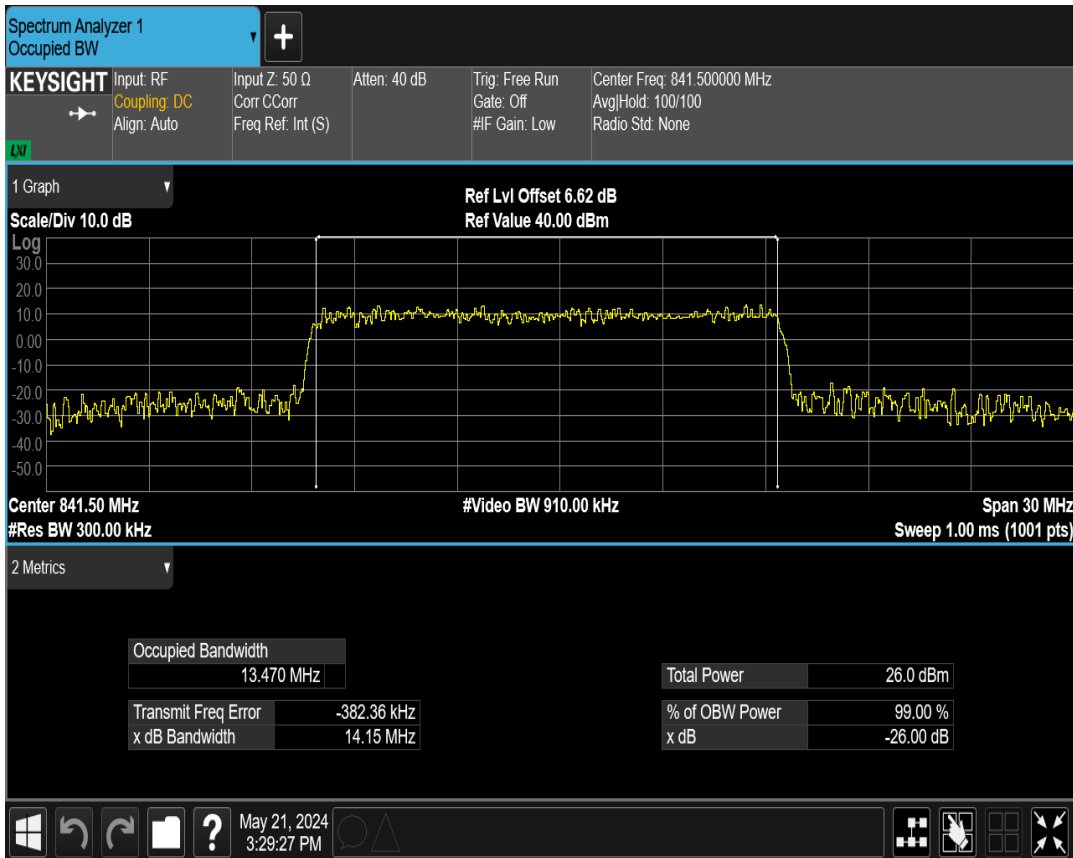 Spectrum Analyzer 1
Occupied BW
KEYSIGHT
LXI
Input: RF
Coupling: DC
Align: Auto
Input Z: 50 Ω
Corr CCorr
Freq Ref: Int (S)
Atten: 40 dB
Trig: Free Run
Gate: Off
#IF Gain: Low
Center Freq: 841.500000 MHz
Avg|Hold: 100/100
Radio Std: None
1 Graph
Ref Lvl Offset 6.62 dB
Scale/Div 10.0 dB
Ref Value 40.00 dBm
Log
30.0
20.0
10.0
0.00
-10.0
-20.0
-30.0
-40.0
-50.0
Center 841.50 MHz
#Video BW 910.00 kHz
Span 30 MHz
#Res BW 300.00 kHz
Sweep 1.00 ms (1001 pts)
2 Metrics
Occupied Bandwidth
13.470 MHz
Total Power 26.0 dBm
Transmit Freq Error -382.36 kHz
% of OBW Power 99.00 %
x dB Bandwidth 14.15 MHz
x dB -26.00 dB
?
May 21, 2024
3:29:27 PM